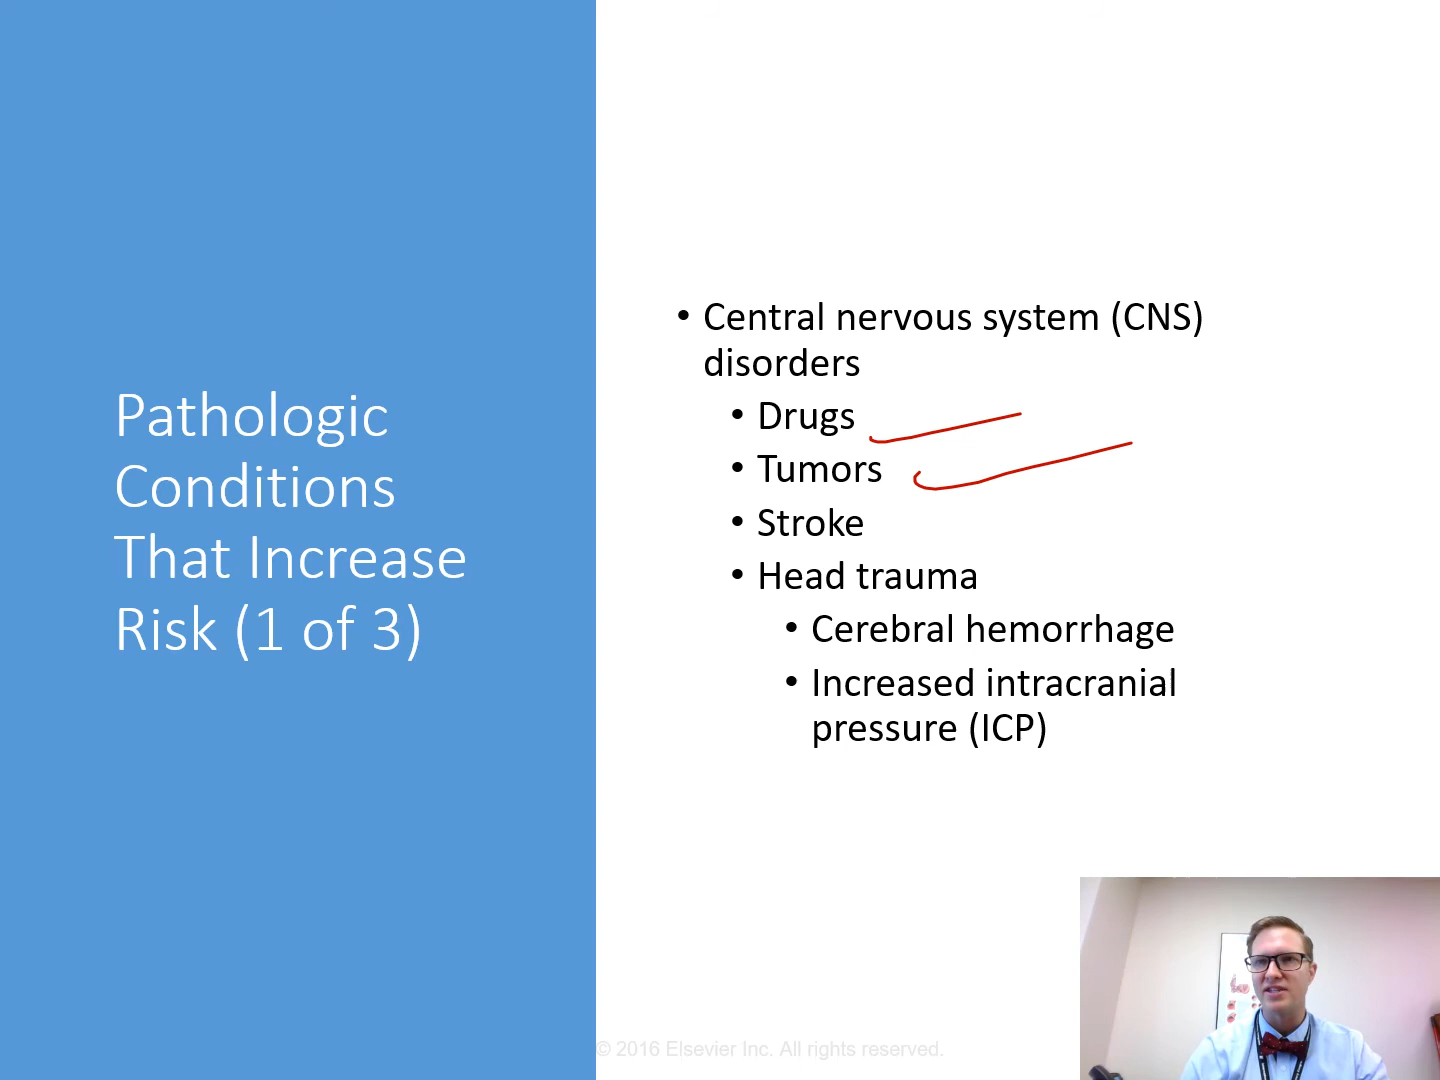 Pathologic
Conditions
That Increase
Risk (1 of 3)
• Central nervous system (CNS)
disorders
• Drugs
• Tumors
• Stroke
• Head trauma
• Cerebral hemorrhage
• Increased intracranial
pressure (ICP)
© 2016 Elsevier Inc. All rights reserved.